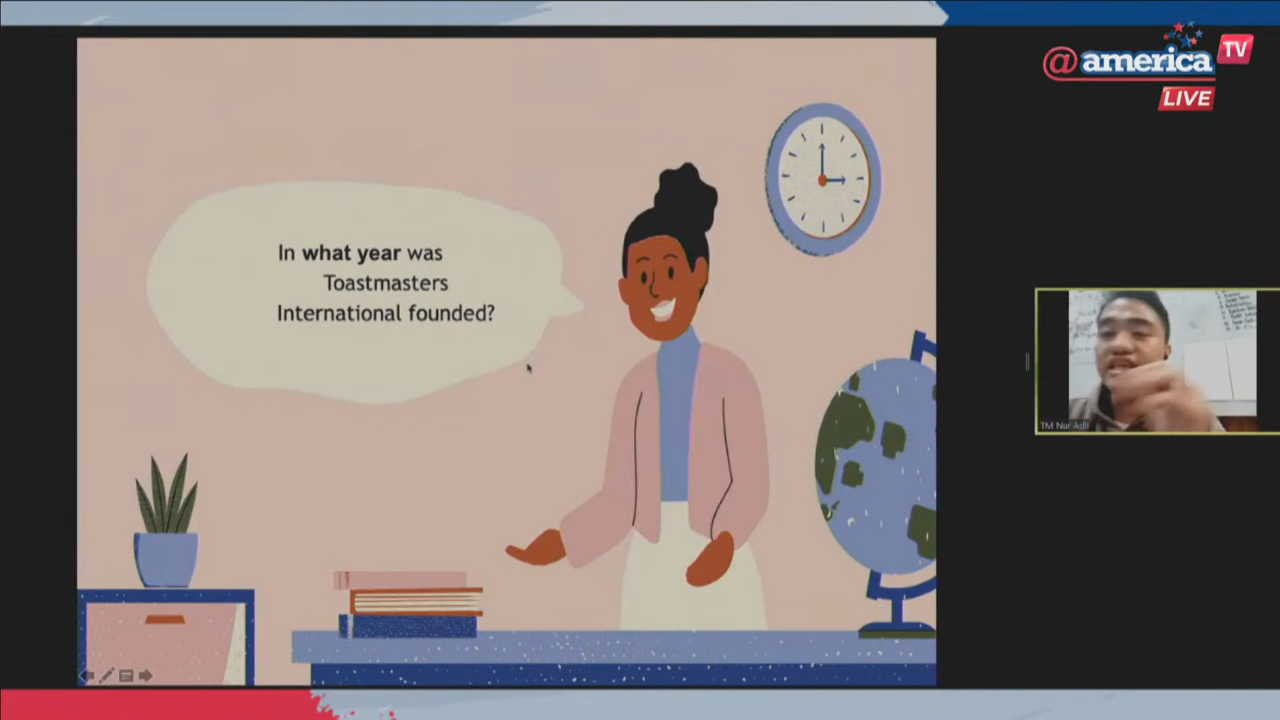 @america TV
LIVE
In what year was
Toastmasters
International founded?
TM Nur Adli